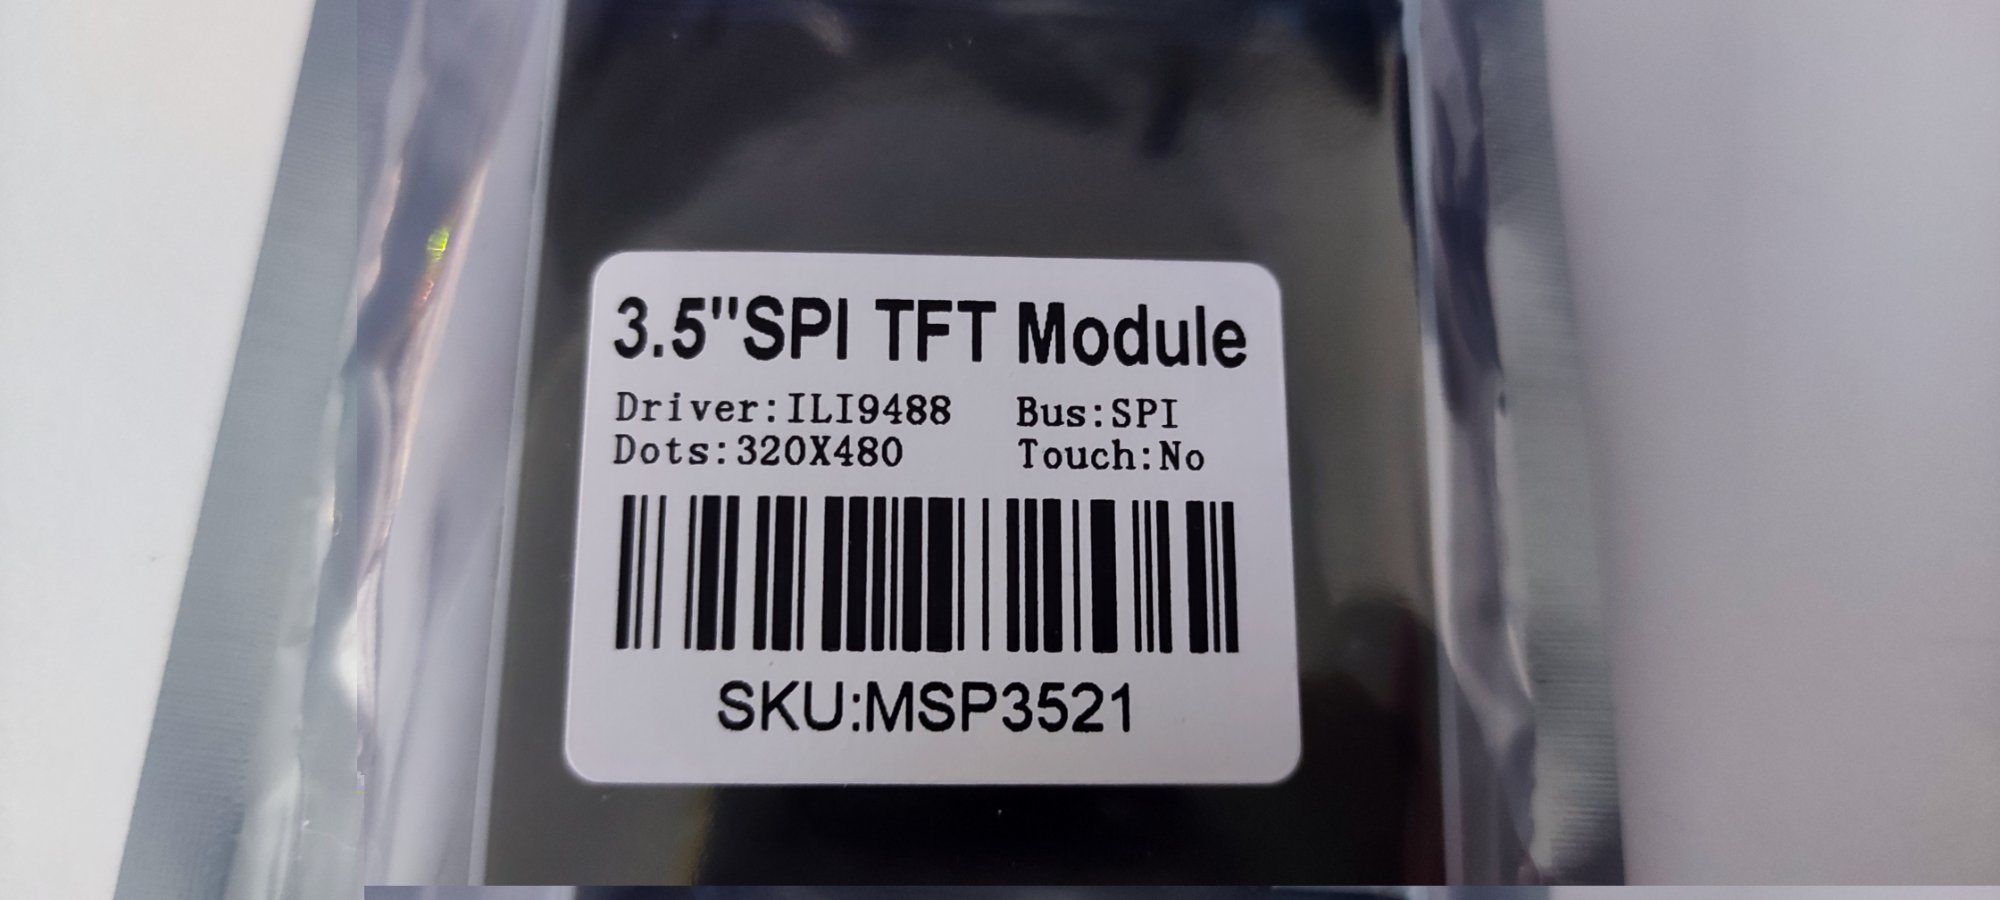 3.5"SPI TFT Module
Driver:ILI9488 Bus:SPI
Dots:320X480 Touch:No
SKU:MSP3521